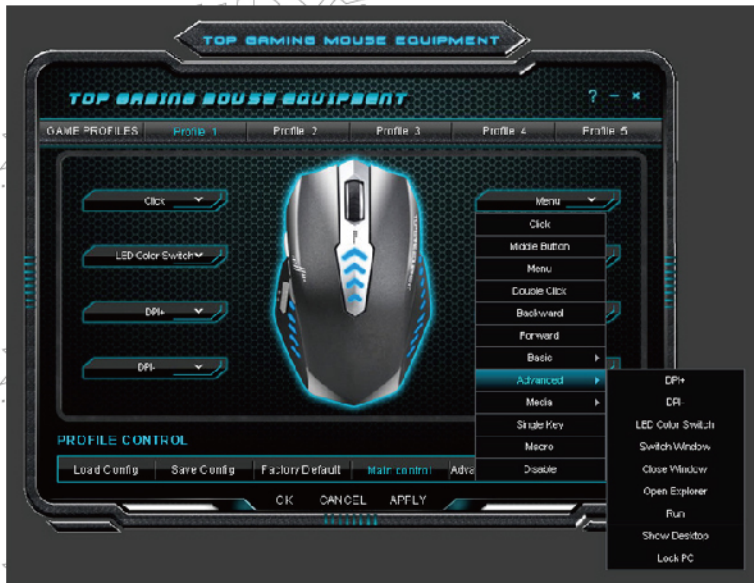 TOP GAMING MOUSE EQUIPMENT
TOP GAMING MOUSE EQUIPMENT
? – ×
GAME PROFILES Profile 1 Profile 2 Profile 3 Profile 4 Profile 5
Click
LED Color Switch
DPI+
DPI-
Menu
Click
Middle Button
Menu
Double Click
Backward
Forward
Basic
Advanced
Media
Single Key
Macro
Disable
DPI+
DPI-
LED Color Switch
Switch Window
Close Window
Open Explorer
Run
Show Desktop
Lock PC
PROFILE CONTROL
Load Config Save Config Factory Default Main control Adva
OK CANCEL APPLY